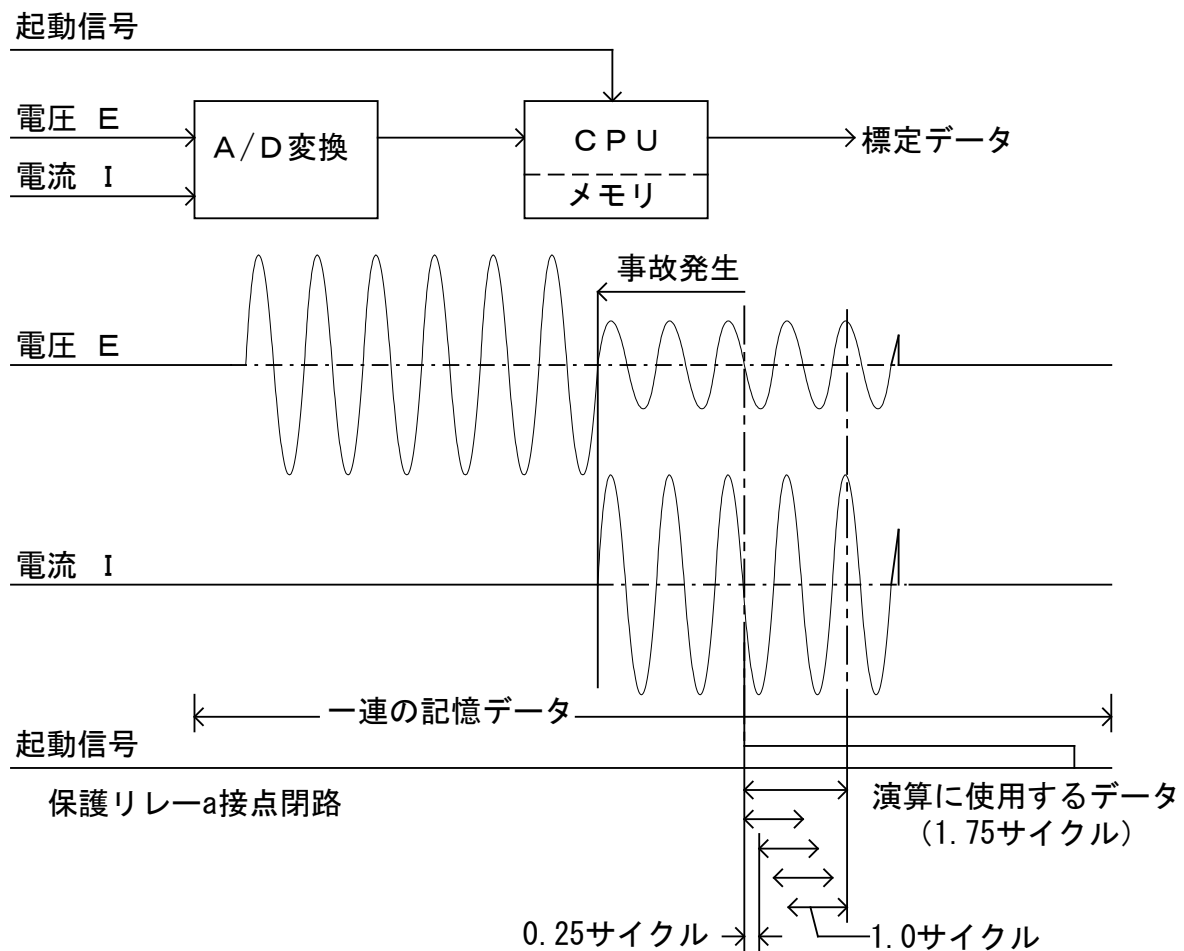 起動信号
電圧 E
電流 I
A/D変換
CPU
メモリ
標定データ
事故発生
電圧 E
電流 I
一連の記憶データ
起動信号
保護リレーa接点閉路
演算に使用するデータ
(1.75サイクル)
0.25サイクル
1.0サイクル